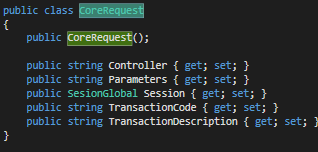 public class CoreRequest
{
public CoreRequest();
public string Controller { get; set; }
public string Parameters { get; set; }
public SesionGlobal Session { get; set; }
public string TransactionCode { get; set; }
public string TransactionDescription { get; set; }
}